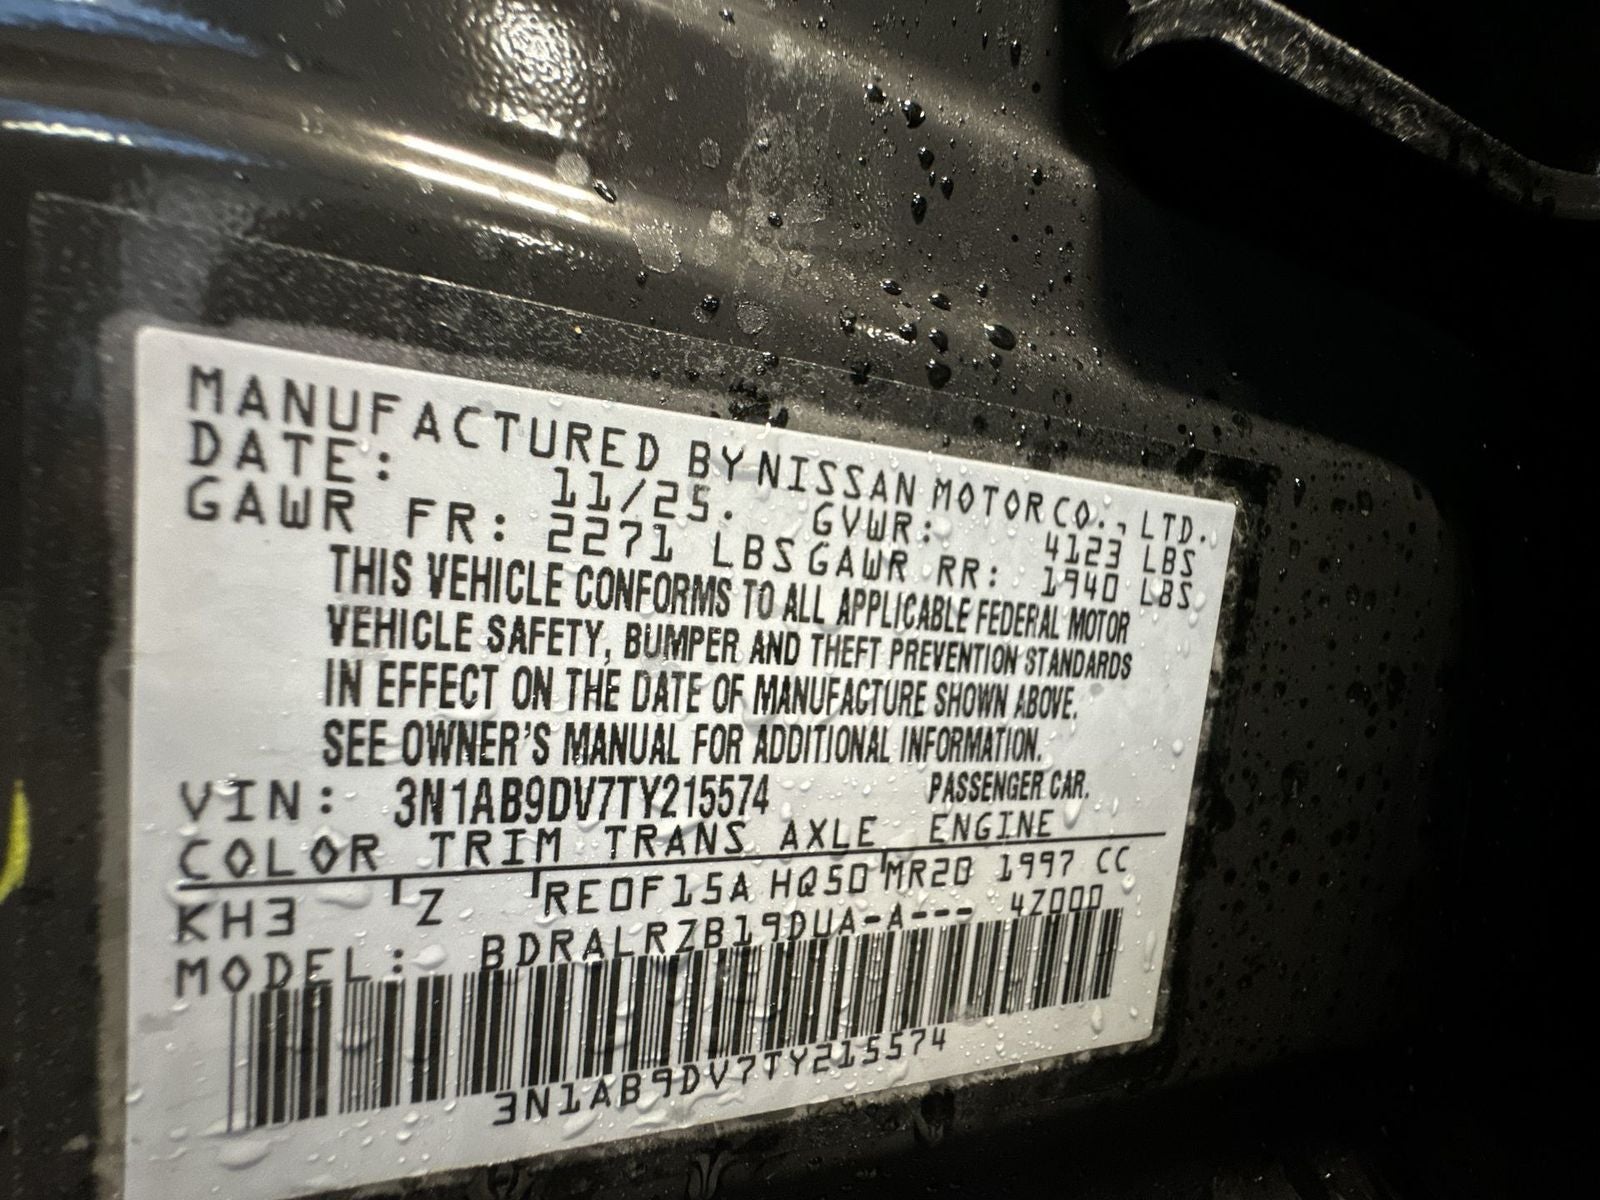 MANUFACTURED BY NISSAN MOTOR CO., LTD.
DATE: 11/25. GVWR: 4123 LBS
GAWR FR: 2271 LBS GAWR RR: 1940 LBS
THIS VEHICLE CONFORMS TO ALL APPLICABLE FEDERAL MOTOR
VEHICLE SAFETY, BUMPER AND THEFT PREVENTION STANDARDS
IN EFFECT ON THE DATE OF MANUFACTURE SHOWN ABOVE.
SEE OWNER'S MANUAL FOR ADDITIONAL INFORMATION.
VIN: 3N1AB9DV7TY215574 PASSENGER CAR.
COLOR TRIM TRANS AXLE ENGINE
KH3 Z RE0F15A HQ50 MR20 1997 CC
MODEL: BDRALRZB19DUA-A--- 4Z000
3N1AB9DV7TY215574